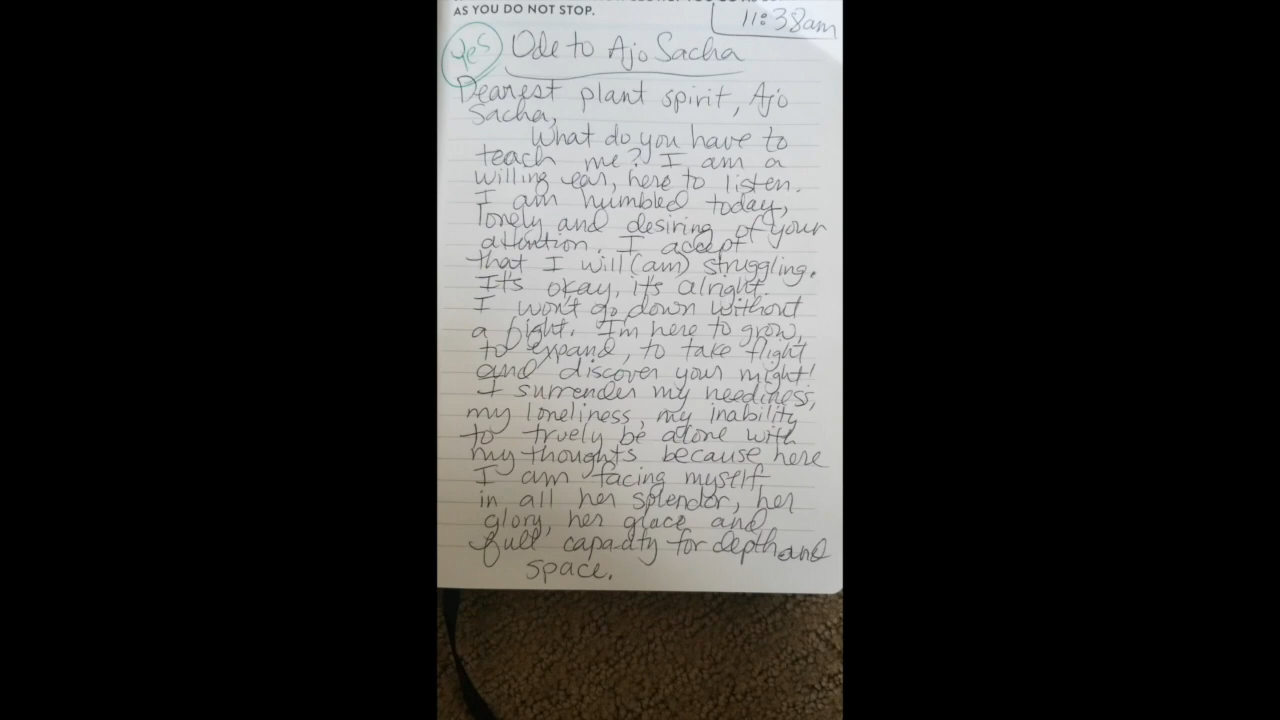 AS YOU DO NOT STOP.
11:38am
yes
Ode to Ajo Sacha
Dearest plant spirit, Ajo
Sacha,
What do you have to
teach me? I am a
willing ear, here to listen.
I am humbled today,
lonely and desiring of your
attention. I accept
that I will (am) struggling.
It's okay, it's alright.
I won't go down without
a fight. I'm here to grow,
to expand, to take flight
and discover your might!
I surrender my neediness,
my loneliness, my inability
to truely be alone with
my thoughts because here
I am facing myself
in all her splendor, her
glory, her grace and
full capacity for depth and
space.